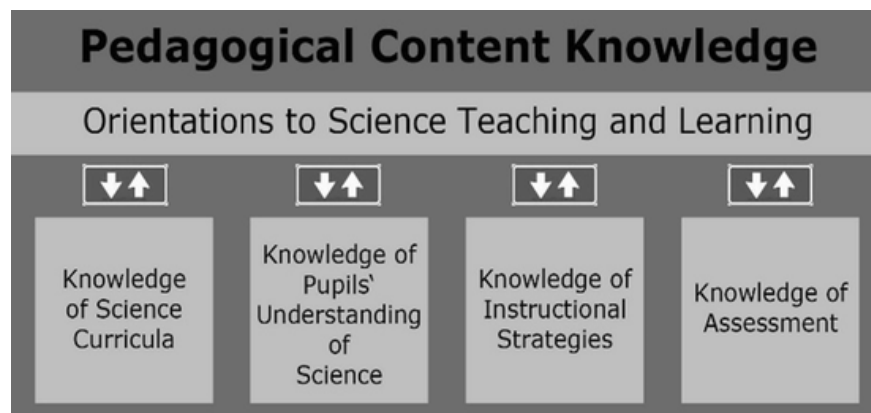 Pedagogical Content Knowledge
Orientations to Science Teaching and Learning
Knowledge
of Science
Curricula
Knowledge of
Pupils‘
Understanding
of
Science
Knowledge of
Instructional
Strategies
Knowledge of
Assessment